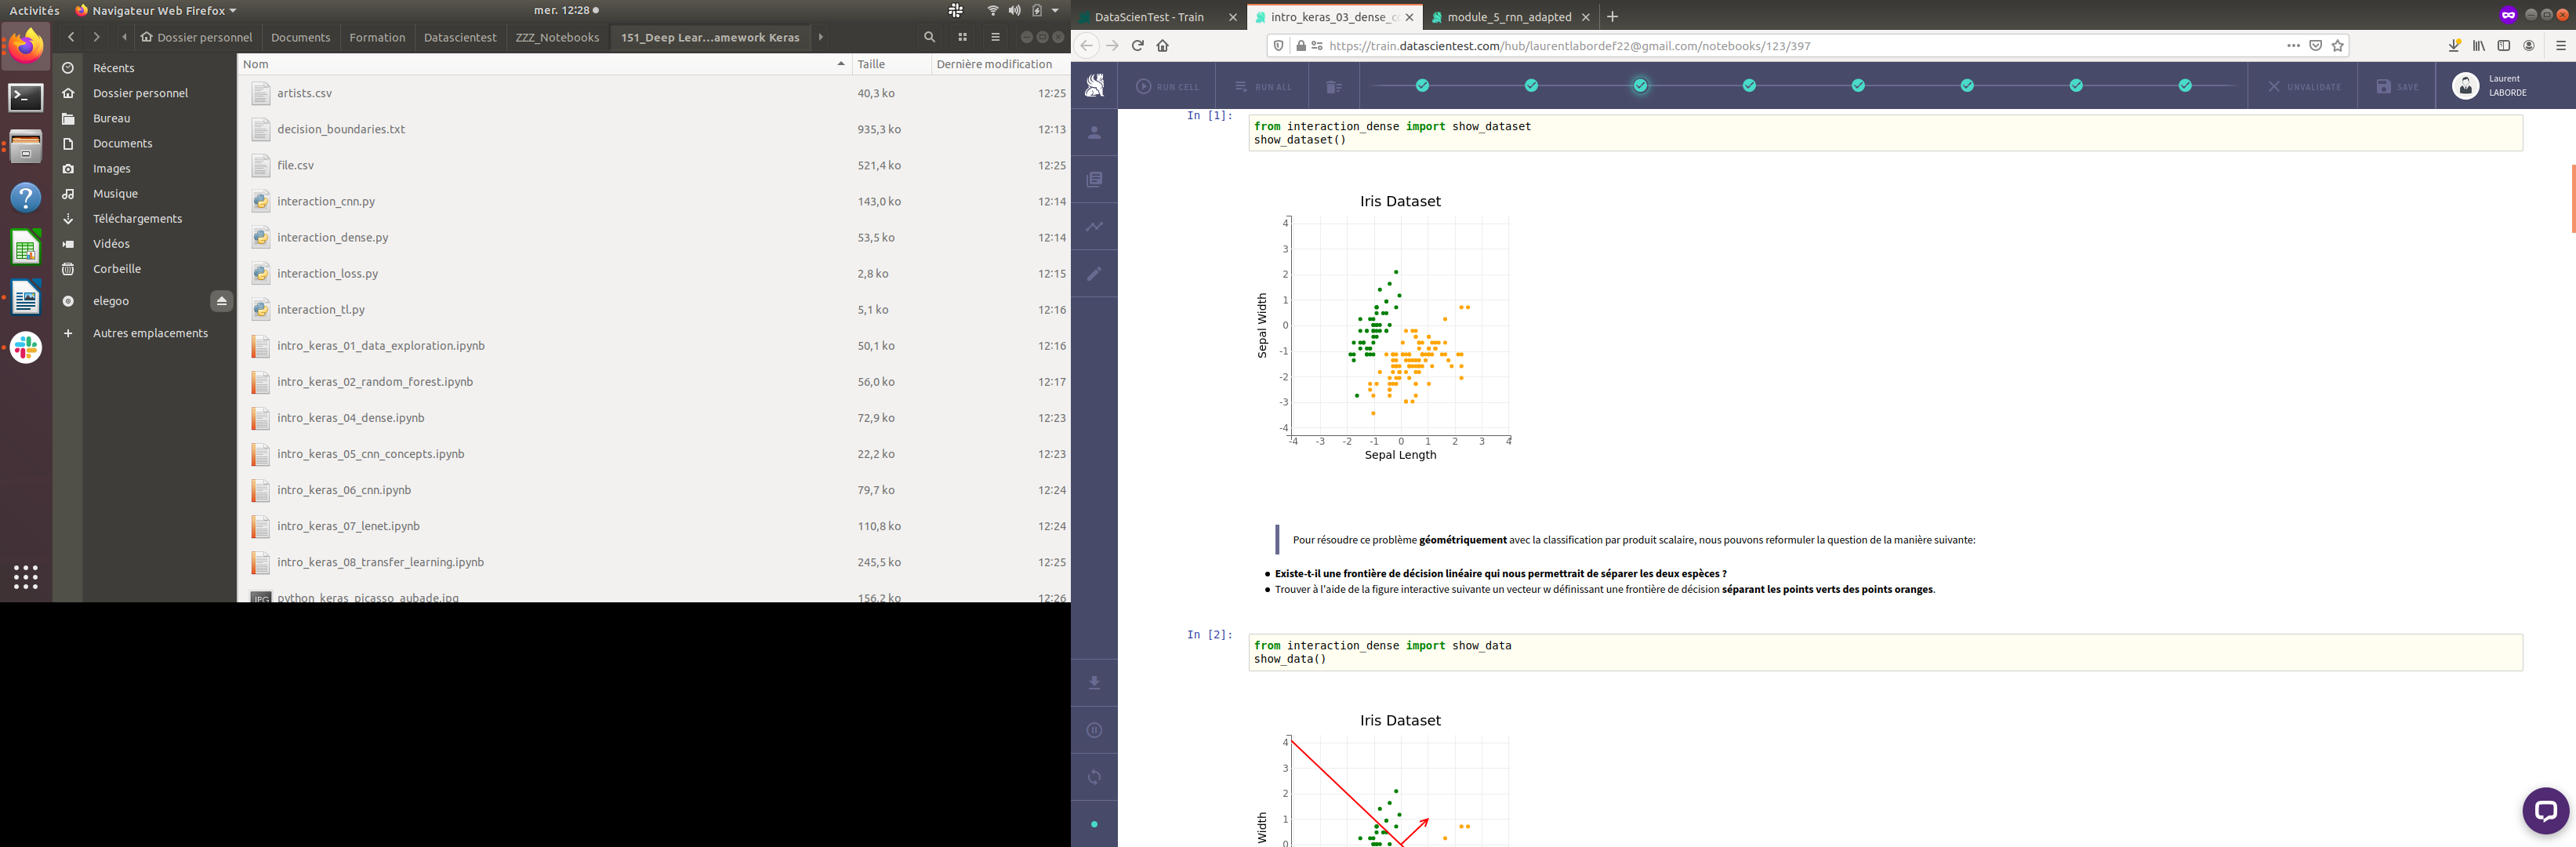 Activités
Navigateur Web Firefox
mer. 12:28
Dossier personnel
Documents
Formation
Datascientest
ZZZ_Notebooks
151_Deep Lear...amework Keras
Récents
Dossier personnel
Bureau
Documents
Images
Musique
Téléchargements
Vidéos
Corbeille
elegoo
Autres emplacements
Nom Taille Dernière modification
artists.csv 40,3 ko 12:25
decision_boundaries.txt 935,3 ko 12:13
file.csv 521,4 ko 12:25
interaction_cnn.py 143,0 ko 12:14
interaction_dense.py 53,5 ko 12:14
interaction_loss.py 2,8 ko 12:15
interaction_tl.py 5,1 ko 12:16
intro_keras_01_data_exploration.ipynb 50,1 ko 12:16
intro_keras_02_random_forest.ipynb 56,0 ko 12:17
intro_keras_04_dense.ipynb 72,9 ko 12:23
intro_keras_05_cnn_concepts.ipynb 22,2 ko 12:23
intro_keras_06_cnn.ipynb 79,7 ko 12:24
intro_keras_07_lenet.ipynb 110,8 ko 12:24
intro_keras_08_transfer_learning.ipynb 245,5 ko 12:25
python_keras_picasso_aubade.jpg 156,2 ko 12:26
DataScienTest - Train
intro_keras_03_dense_c
module_5_rnn_adapted
https://train.datascientest.com/hub/laurentlabordef22@gmail.com/notebooks/123/397
RUN CELL
RUN ALL
UNVALIDATE
SAVE
Laurent
LABORDE
In [1]:
from interaction_dense import show_dataset
show_dataset()
Iris Dataset
4
3
2
1
0
-1
-2
-3
-4
Sepal Width
-4 -3 -2 -1 0 1 2 3 4
Sepal Length
Pour résoudre ce problème géométriquement avec la classification par produit scalaire, nous pouvons reformuler la question de la manière suivante:
Existe-t-il une frontière de décision linéaire qui nous permettrait de séparer les deux espèces ?
Trouver à l'aide de la figure interactive suivante un vecteur w définissant une frontière de décision séparant les points verts des points oranges.
In [2]:
from interaction_dense import show_data
show_data()
Iris Dataset
4
3
2
1
0
Width